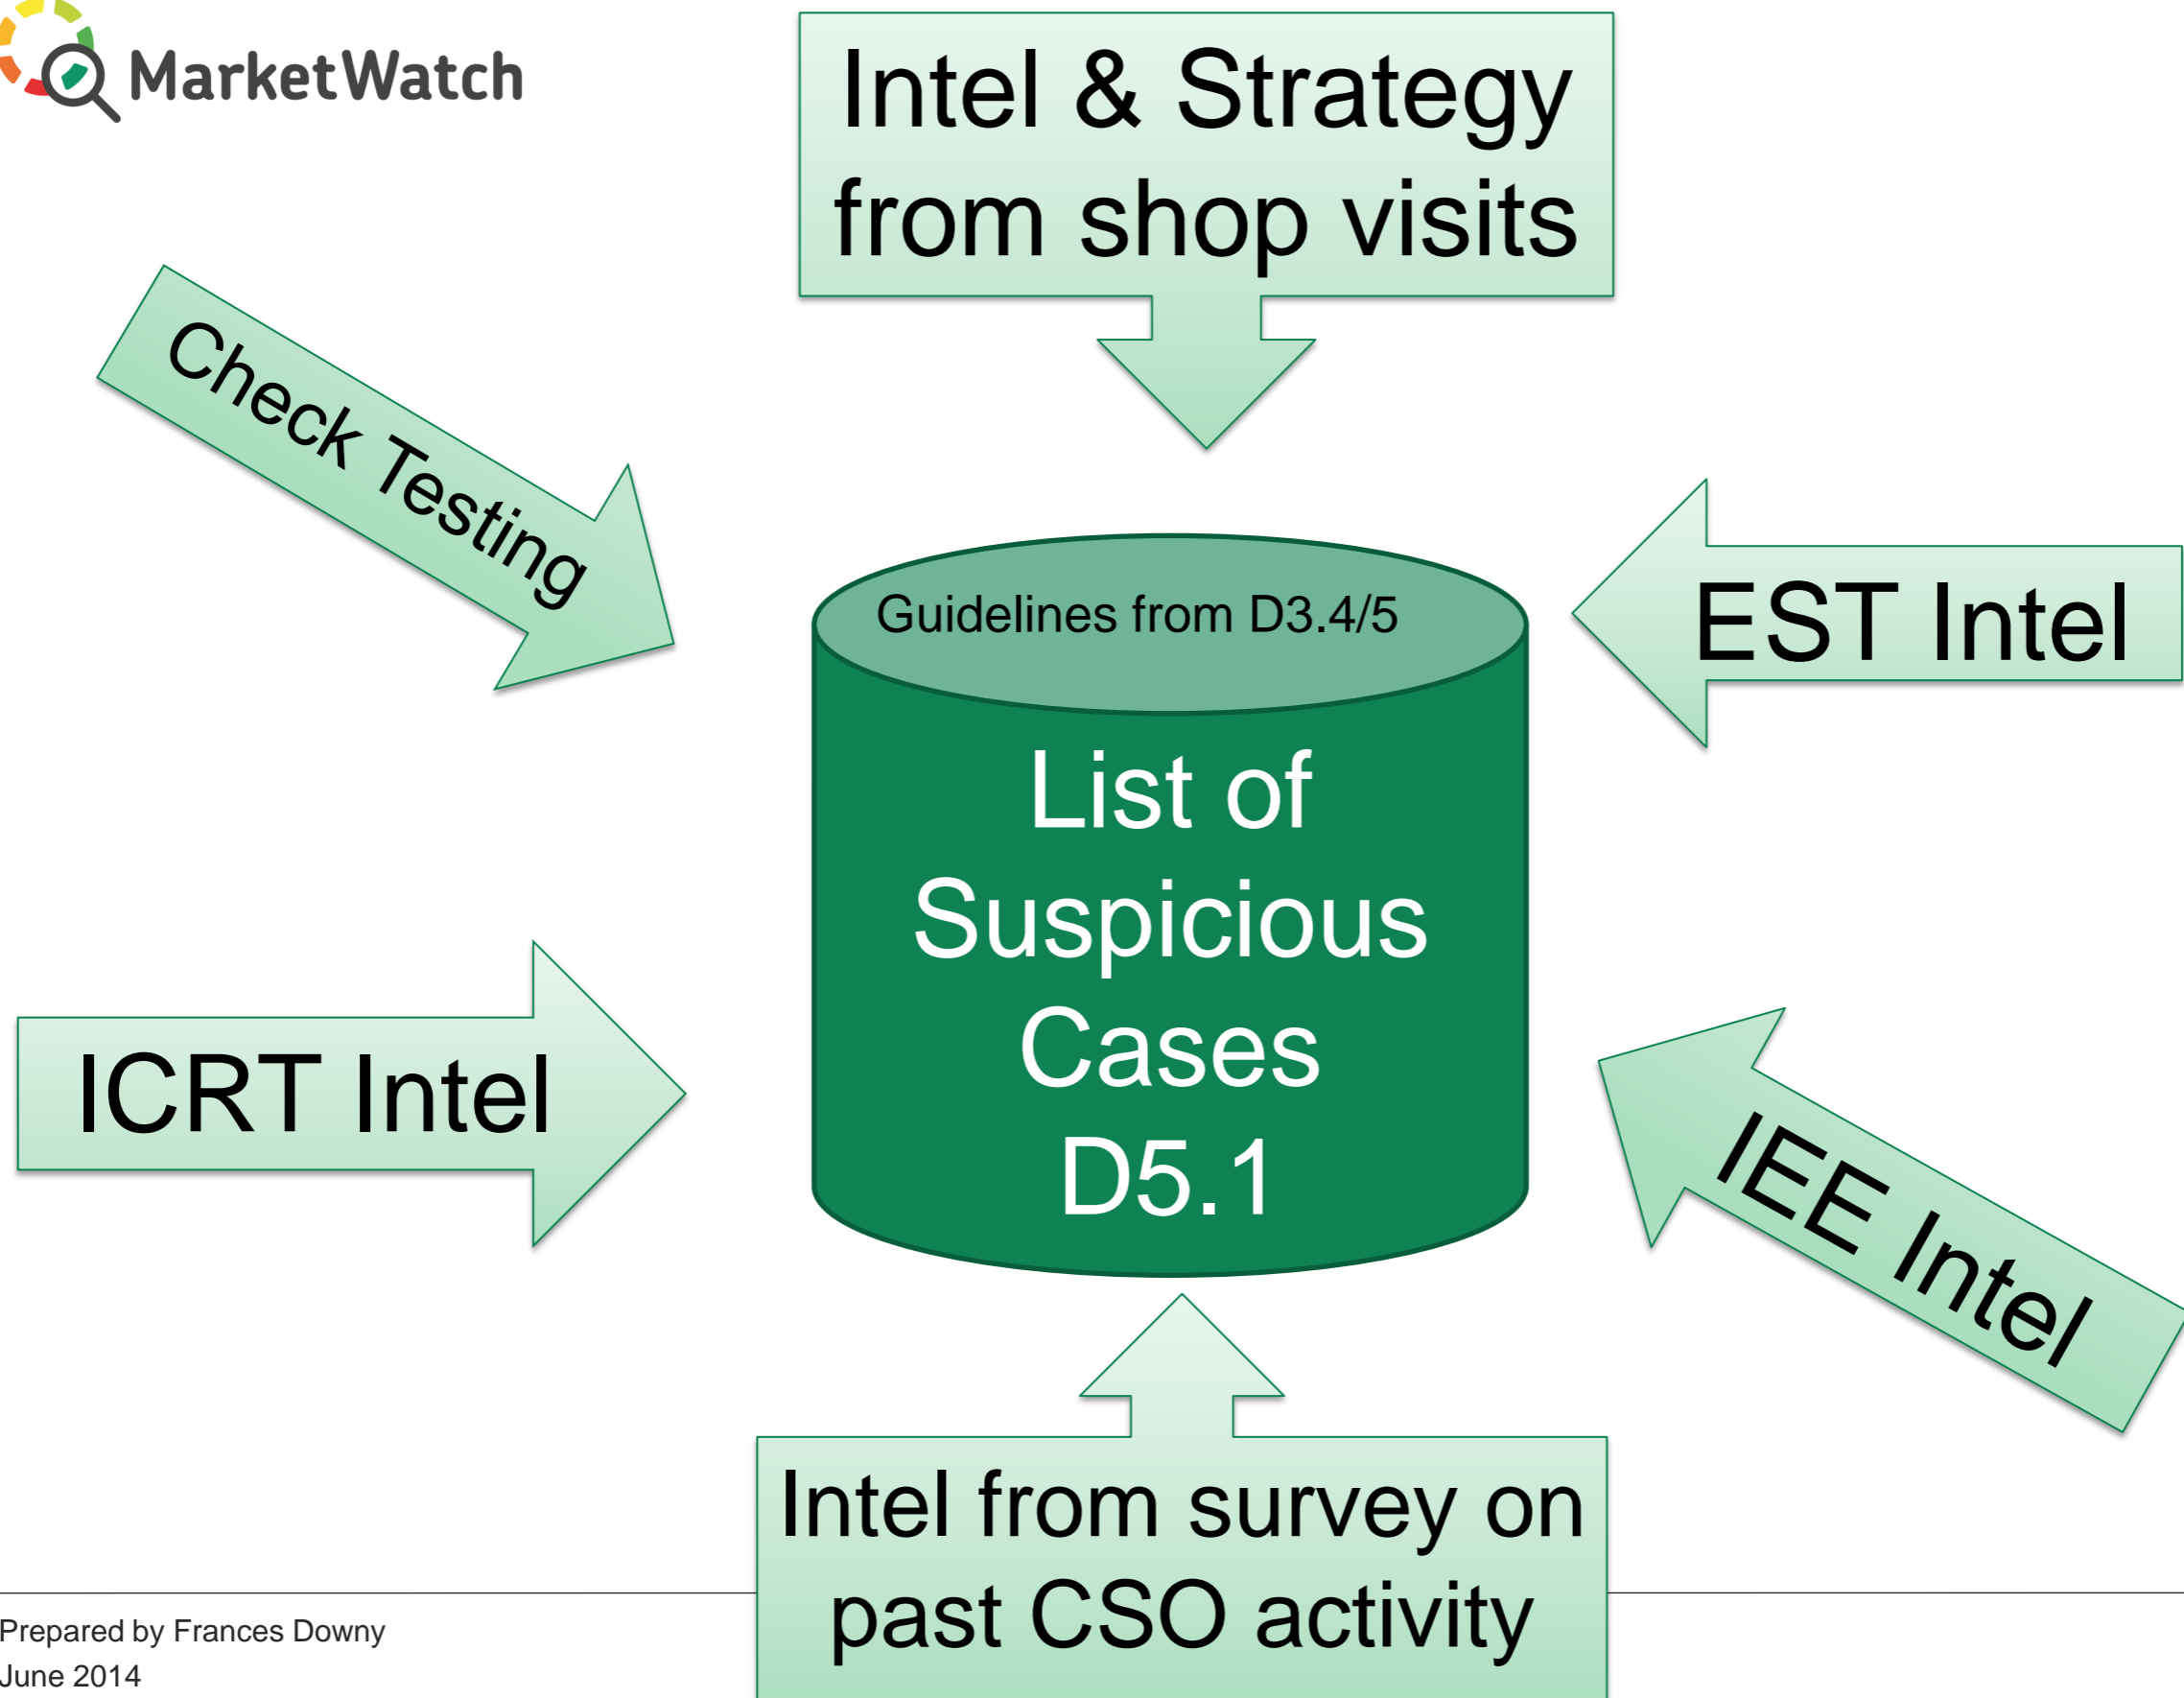 MarketWatch
Intel & Strategy
from shop visits
Check Testing
Guidelines from D3.4/5
EST Intel
List of
Suspicious
Cases
D5.1
ICRT Intel
IEE Intel
Intel from survey on
past CSO activity
Prepared by Frances Downy
June 2014